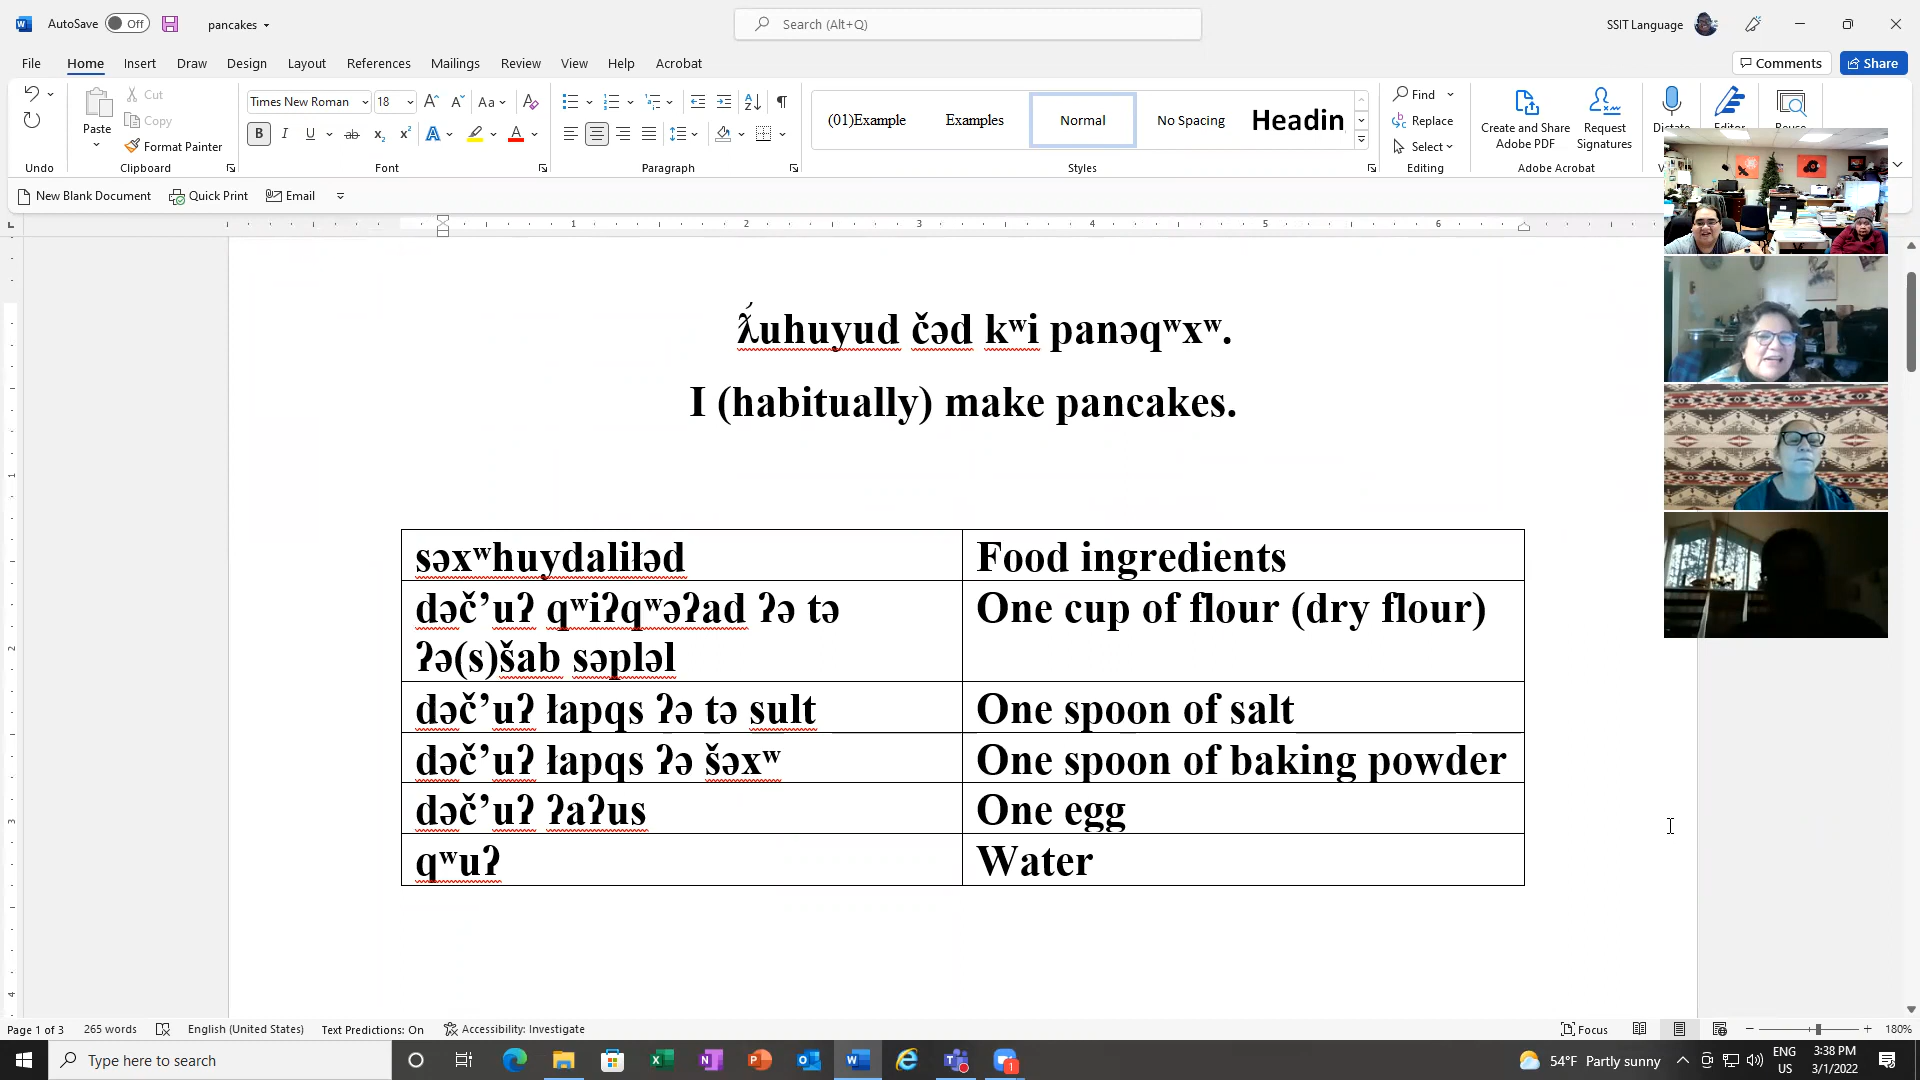 AutoSave Off pancakes Search (Alt+Q) SSIT Language
File Home Insert Draw Design Layout References Mailings Review View Help Acrobat Comments Share
Paste Cut Copy Format Painter
Times New Roman 18
(01)Example Examples Normal No Spacing Headin
Find Replace Select
Create and Share Adobe PDF Request Signatures
Undo Clipboard Font Paragraph Styles Editing Adobe Acrobat
New Blank Document Quick Print Email
ƛ̓uhuyud čəd kʷi panəqʷxʷ.
I (habitually) make pancakes.
səxʷhuydaliɫəd Food ingredients
dəč’uʔ qʷiʔqʷəʔad ʔə tə One cup of flour (dry flour)
ʔə(s)šab səpləl
dəč’uʔ ɫapqs ʔə tə sult One spoon of salt
dəč’uʔ ɫapqs ʔə šəxʷ One spoon of baking powder
dəč’uʔ ʔaʔus One egg
qʷuʔ Water
Page 1 of 3 265 words English (United States) Text Predictions: On Accessibility: Investigate Focus 180%
Type here to search 54°F Partly sunny ENG US 3:38 PM 3/1/2022